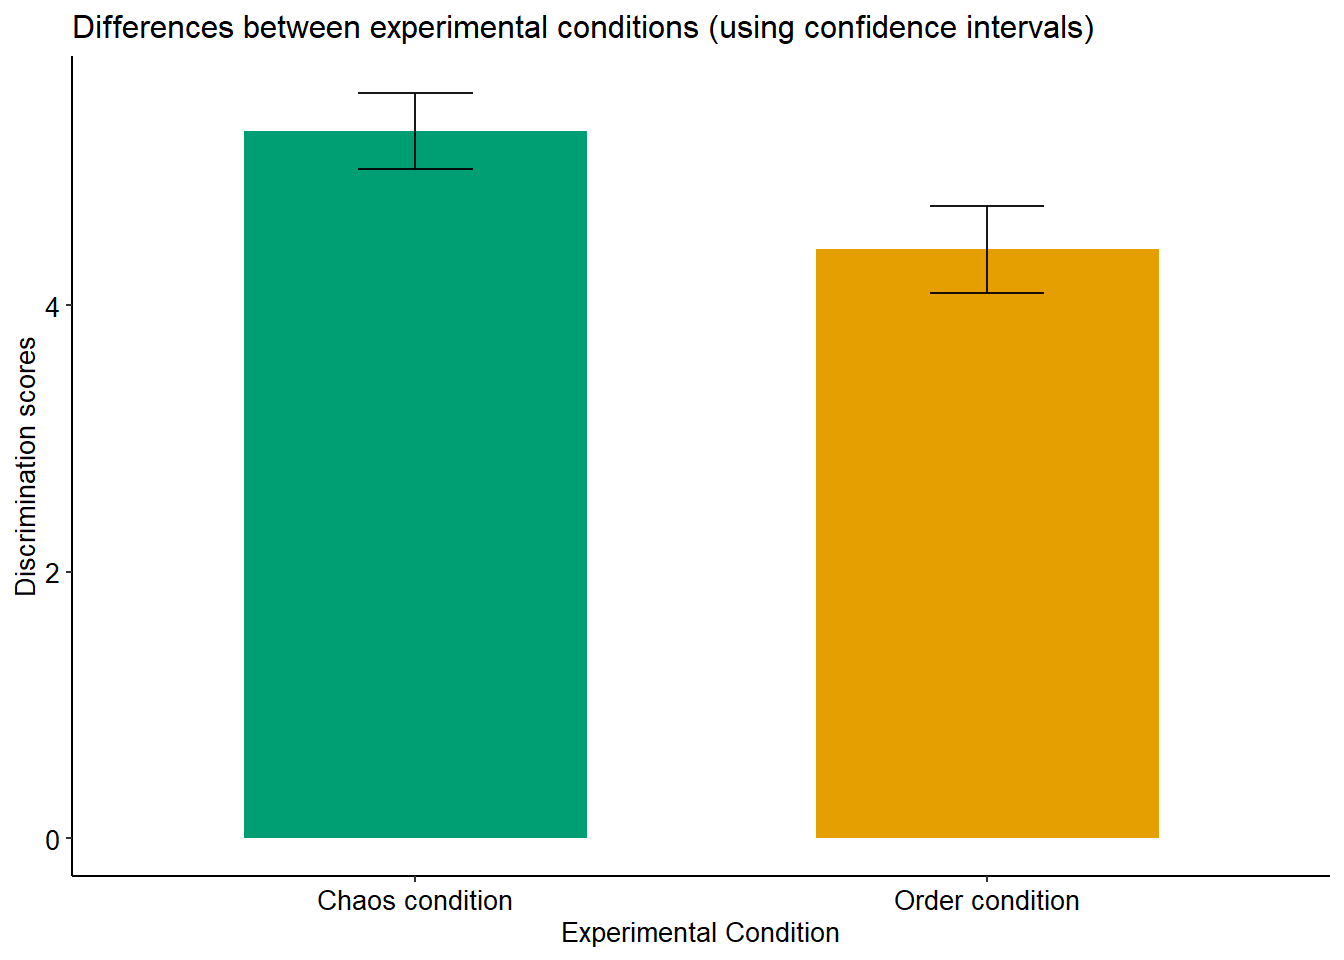 Differences between experimental conditions (using confidence intervals)
Discrimination scores
4
2
0
Chaos condition
Order condition
Experimental Condition